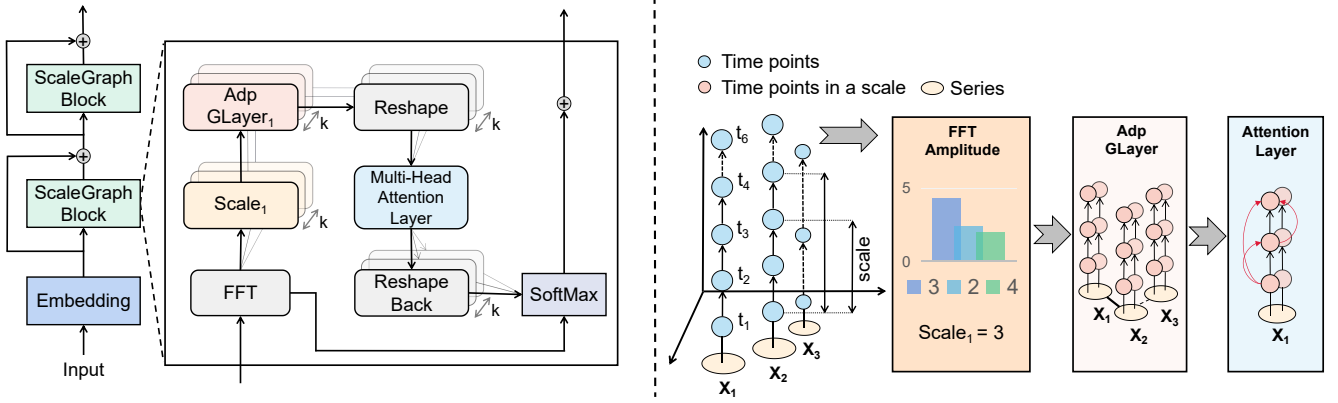 ScaleGraph
Block
ScaleGraph
Block
Embedding
Input
Adp
GLayer1
k
Reshape
k
Scale1
k
Multi-Head
Attention
Layer
FFT
Reshape
Back
k
SoftMax
Time points
Time points in a scale
Series
t6
t4
t3
t2
t1
scale
X1
X2
X3
FFT
Amplitude
5
0
3 2 4
Scale1 = 3
Adp
GLayer
X1
X2
X3
Attention
Layer
X1